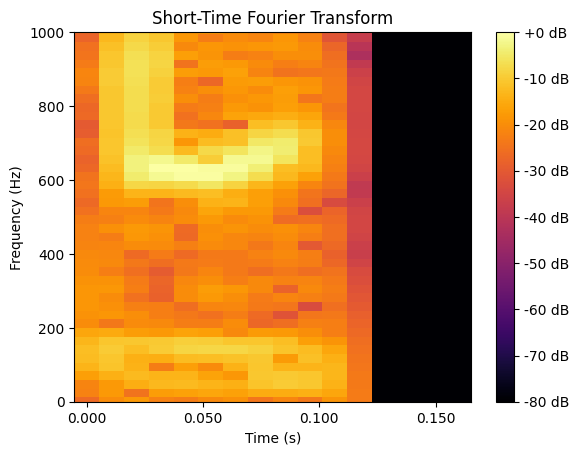 Short-Time Fourier Transform
1000
800
600
400
200
0
Frequency (Hz)
0.000
0.050
0.100
0.150
Time (s)
+0 dB
-10 dB
-20 dB
-30 dB
-40 dB
-50 dB
-60 dB
-70 dB
-80 dB